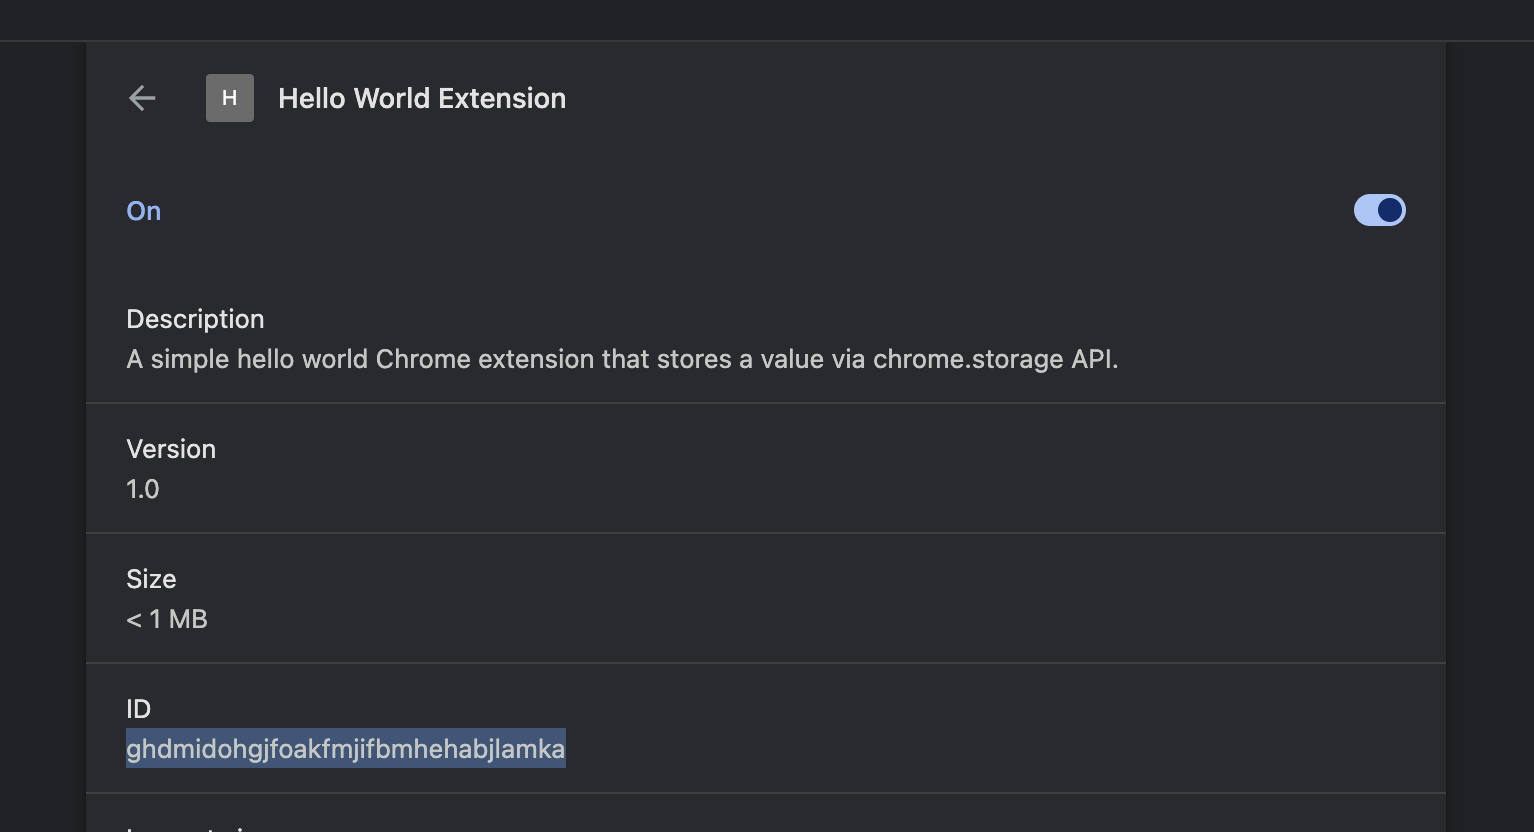 H
Hello World Extension
On
Description
A simple hello world Chrome extension that stores a value via chrome.storage API.
Version
1.0
Size
< 1 MB
ID
ghdmidohgjfoakfmjifbmhehabjlamka